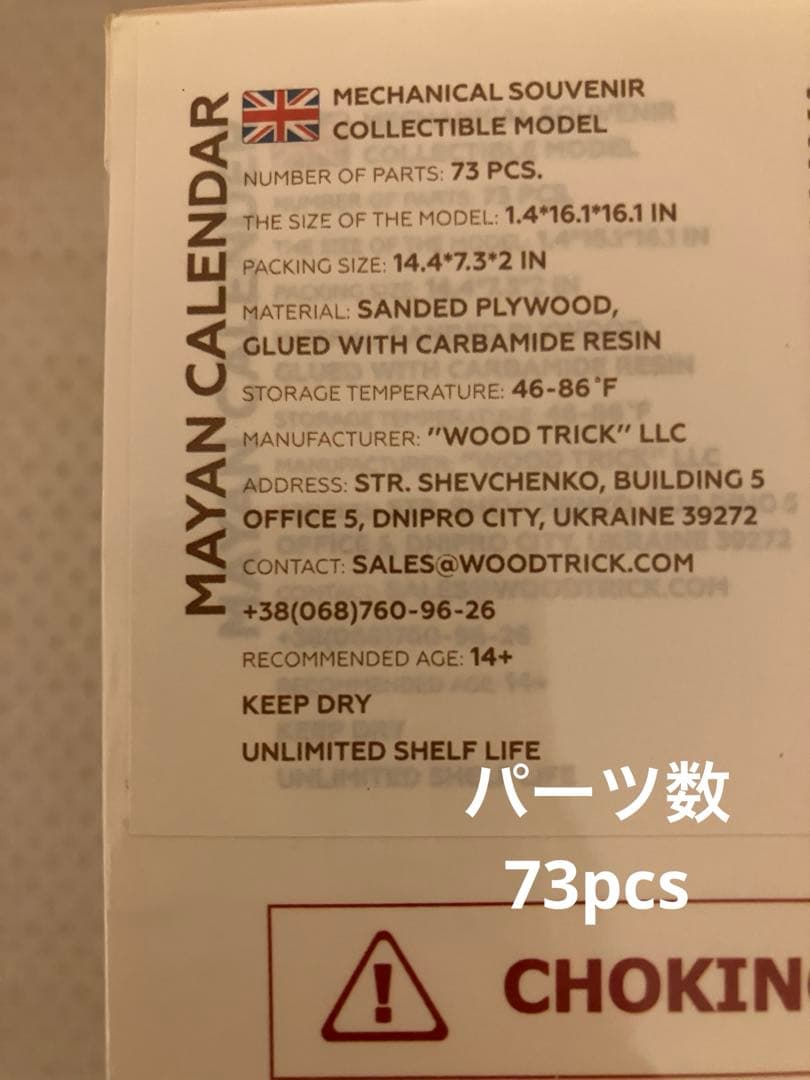 MAYAN CALENDAR
MECHANICAL SOUVENIR
COLLECTIBLE MODEL
NUMBER OF PARTS: 73 PCS.
THE SIZE OF THE MODEL: 1.4*16.1*16.1 IN
PACKING SIZE: 14.4*7.3*2 IN
MATERIAL: SANDED PLYWOOD,
GLUED WITH CARBAMIDE RESIN
STORAGE TEMPERATURE: 46-86°F
MANUFACTURER: "WOOD TRICK" LLC
ADDRESS: STR. SHEVCHENKO, BUILDING 5
OFFICE 5, DNIPRO CITY, UKRAINE 39272
CONTACT: SALES@WOODTRICK.COM
+38(068)760-96-26
RECOMMENDED AGE: 14+
KEEP DRY
UNLIMITED SHELF LIFE
パーツ数
73pcs
CHOKIN